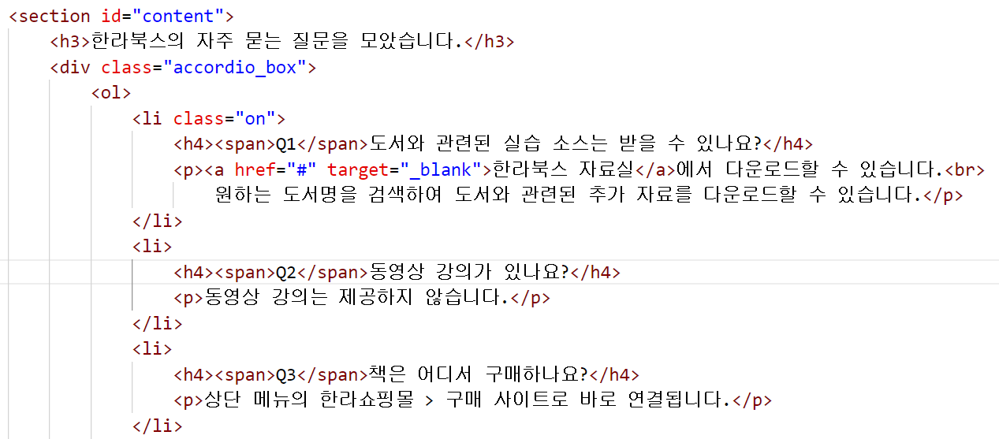 <section id="content">
<h3>한라북스의 자주 묻는 질문을 모았습니다.</h3>
<div class="accordio_box">
<ol>
<li class="on">
<h4><span>Q1</span>도서와 관련된 실습 소스는 받을 수 있나요?</h4>
<p><a href="#" target="_blank">한라북스 자료실</a>에서 다운로드할 수 있습니다.<br>
원하는 도서명을 검색하여 도서와 관련된 추가 자료를 다운로드할 수 있습니다.</p>
</li>
<li>
<h4><span>Q2</span>동영상 강의가 있나요?</h4>
<p>동영상 강의는 제공하지 않습니다.</p>
</li>
<li>
<h4><span>Q3</span>책은 어디서 구매하나요?</h4>
<p>상단 메뉴의 한라쇼핑몰 > 구매 사이트로 바로 연결됩니다.</p>
</li>